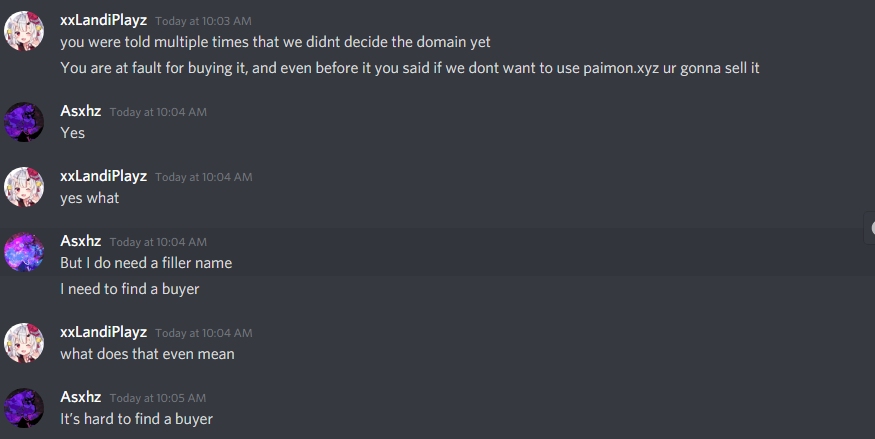 xxLandiPlayz Today at 10:03 AM
you were told multiple times that we didnt decide the domain yet
You are at fault for buying it, and even before it you said if we dont want to use paimon.xyz ur gonna sell it
Asxhz Today at 10:04 AM
Yes
xxLandiPlayz Today at 10:04 AM
yes what
Asxhz Today at 10:04 AM
But I do need a filler name
I need to find a buyer
xxLandiPlayz Today at 10:04 AM
what does that even mean
Asxhz Today at 10:05 AM
It's hard to find a buyer